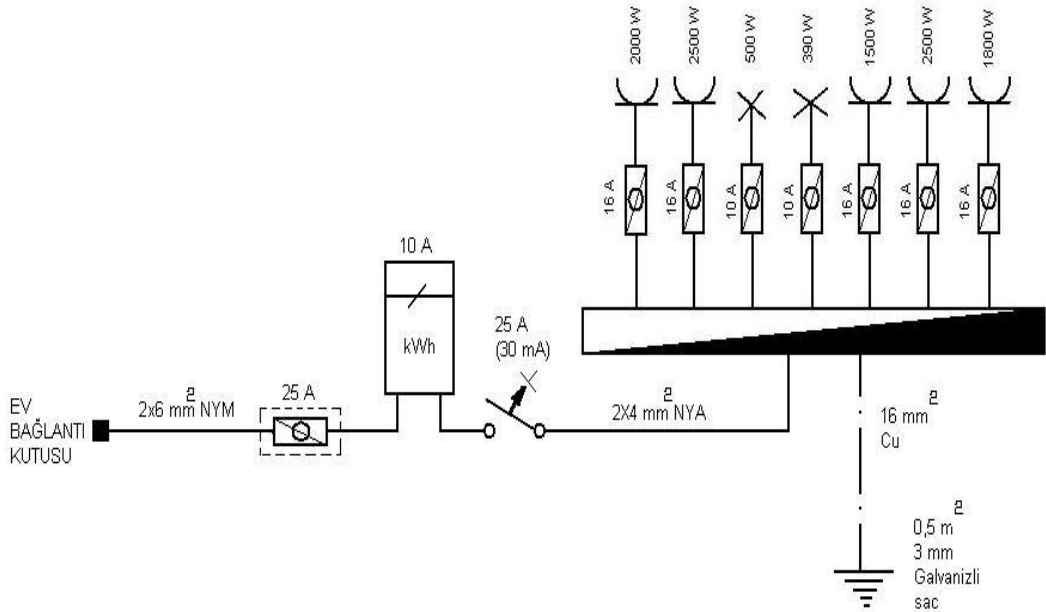 2000 W
2500 W
500 W
390 W
1500 W
2500 W
1800 W
16 A
16 A
10 A
10 A
16 A
16 A
16 A
10 A
kWh
25 A
(30 mA)
EV
BAĞLANTI
KUTUSU
2x6 mm² NYM
25 A
2X4 mm² NYA
16 mm²
Cu
0,5 m²
3 mm
Galvanizli
sac